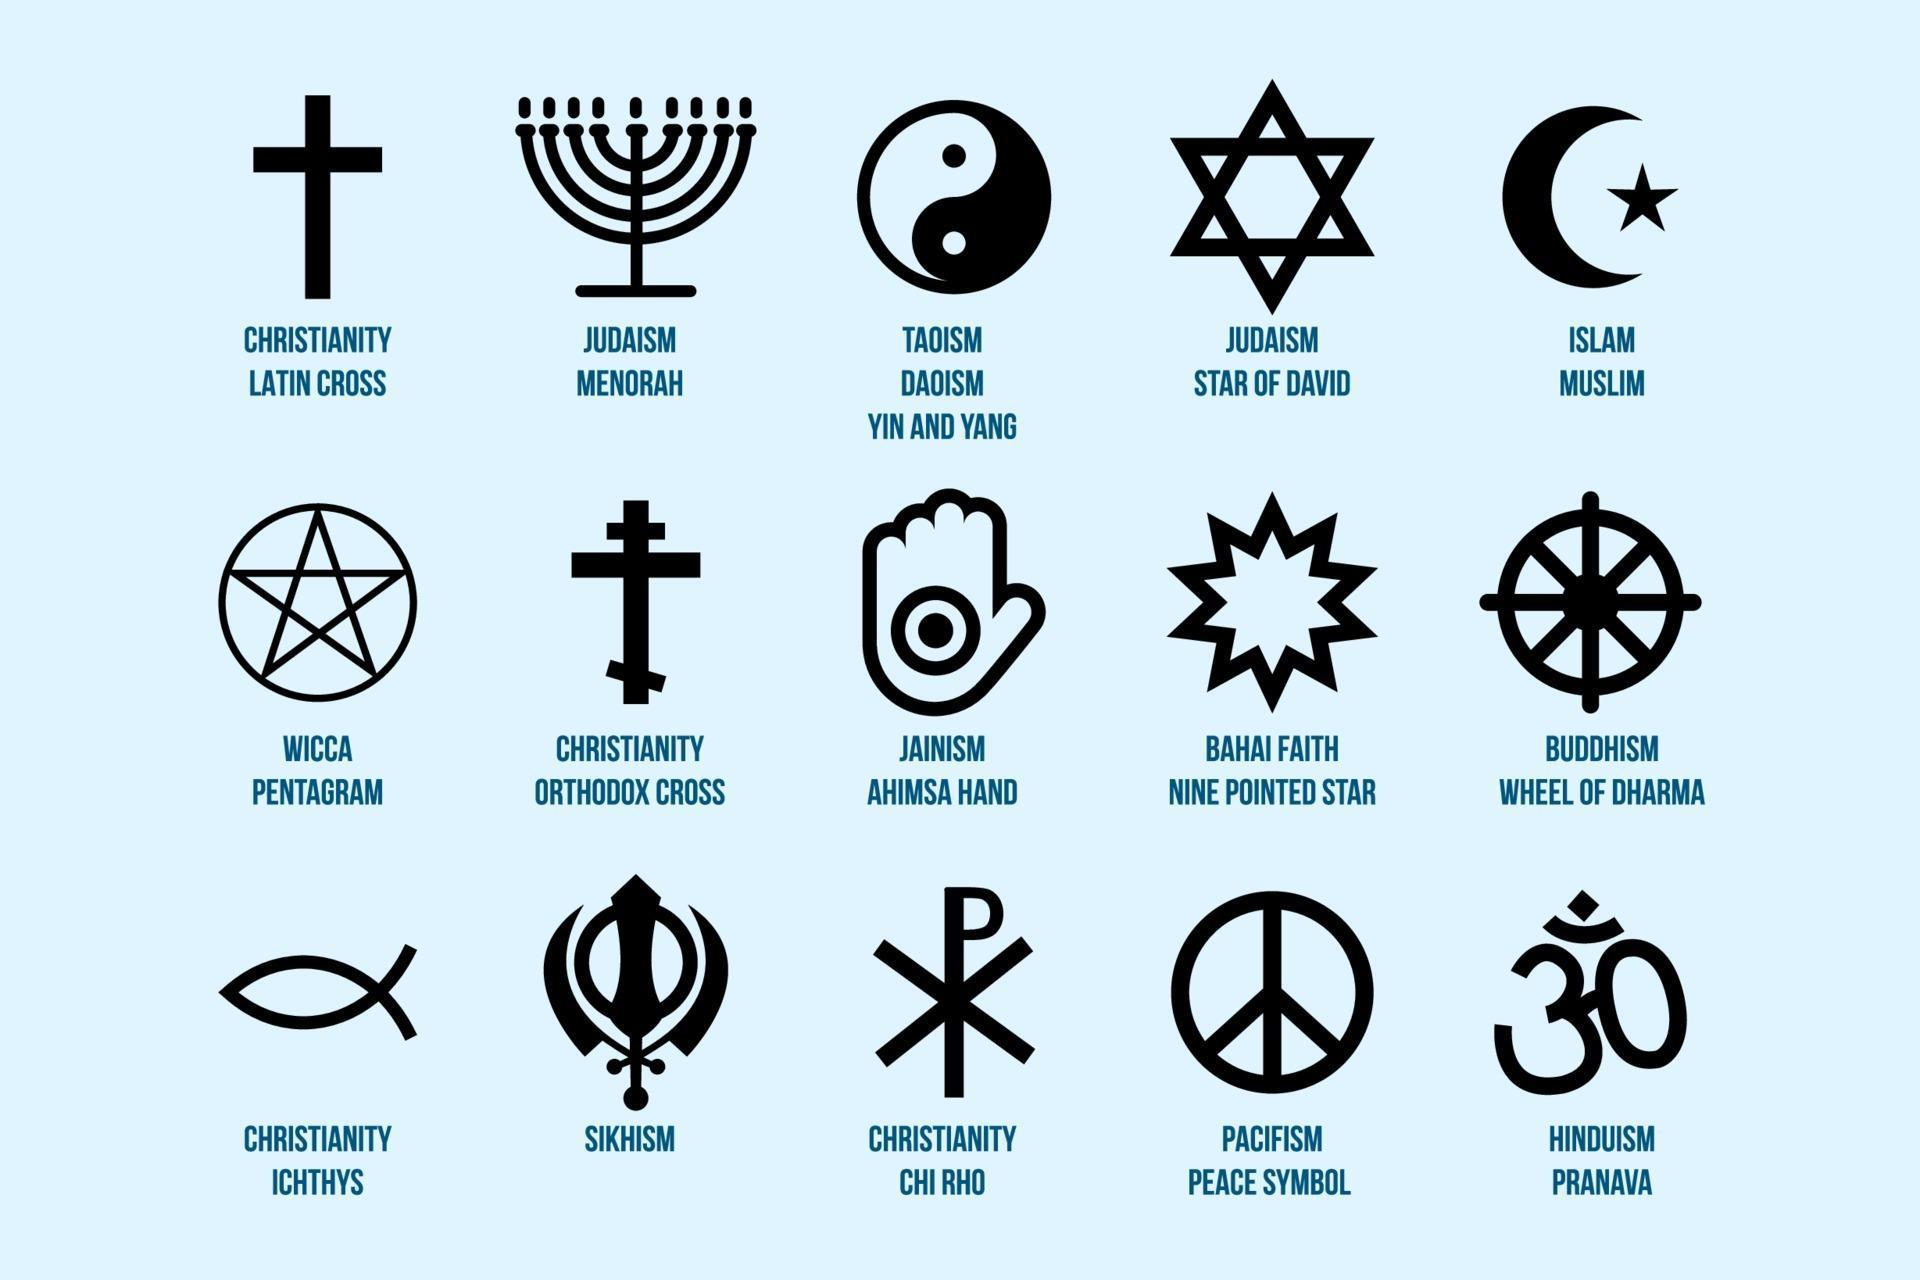 CHRISTIANITY
LATIN CROSS
JUDAISM
MENORAH
TAOISM
DAOISM
YIN AND YANG
JUDAISM
STAR OF DAVID
ISLAM
MUSLIM
WICCA
PENTAGRAM
CHRISTIANITY
ORTHODOX CROSS
JAINISM
AHIMSA HAND
BAHAI FAITH
NINE POINTED STAR
BUDDHISM
WHEEL OF DHARMA
CHRISTIANITY
ICHTHYS
SIKHISM
CHRISTIANITY
CHI RHO
PACIFISM
PEACE SYMBOL
HINDUISM
PRANAVA